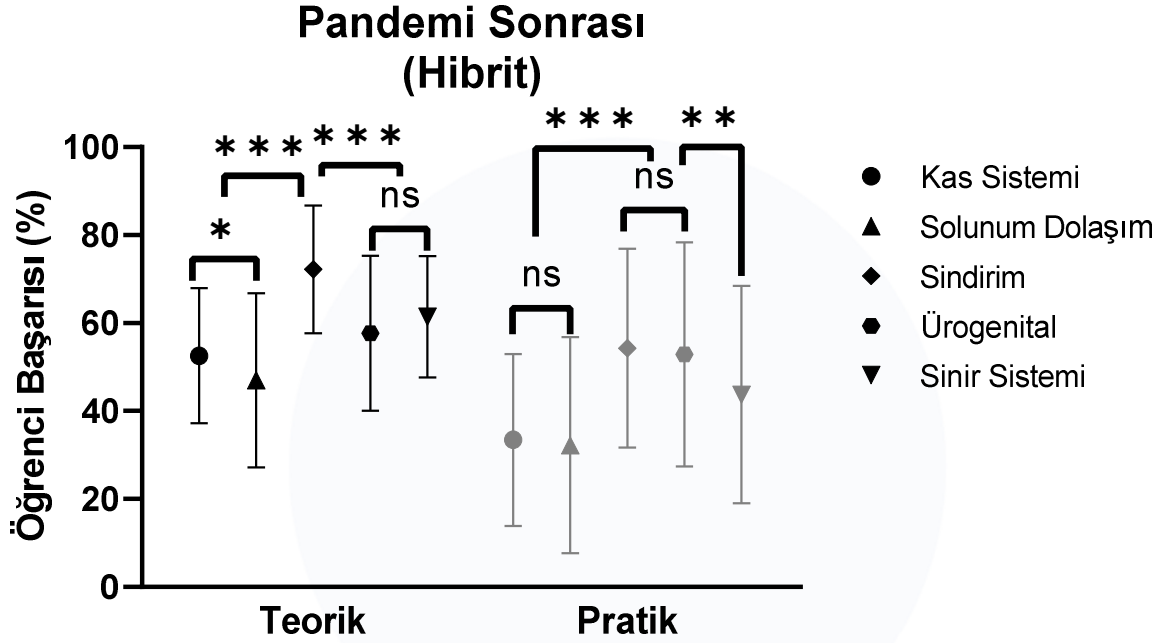 Pandemi Sonrası
(Hibrit)
Öğrenci Başarısı (%)
100
80
60
40
20
0
***
***
*
ns
***
**
ns
ns
Teorik
Pratik
Kas Sistemi
Solunum Dolaşım
Sindirim
Ürogenital
Sinir Sistemi